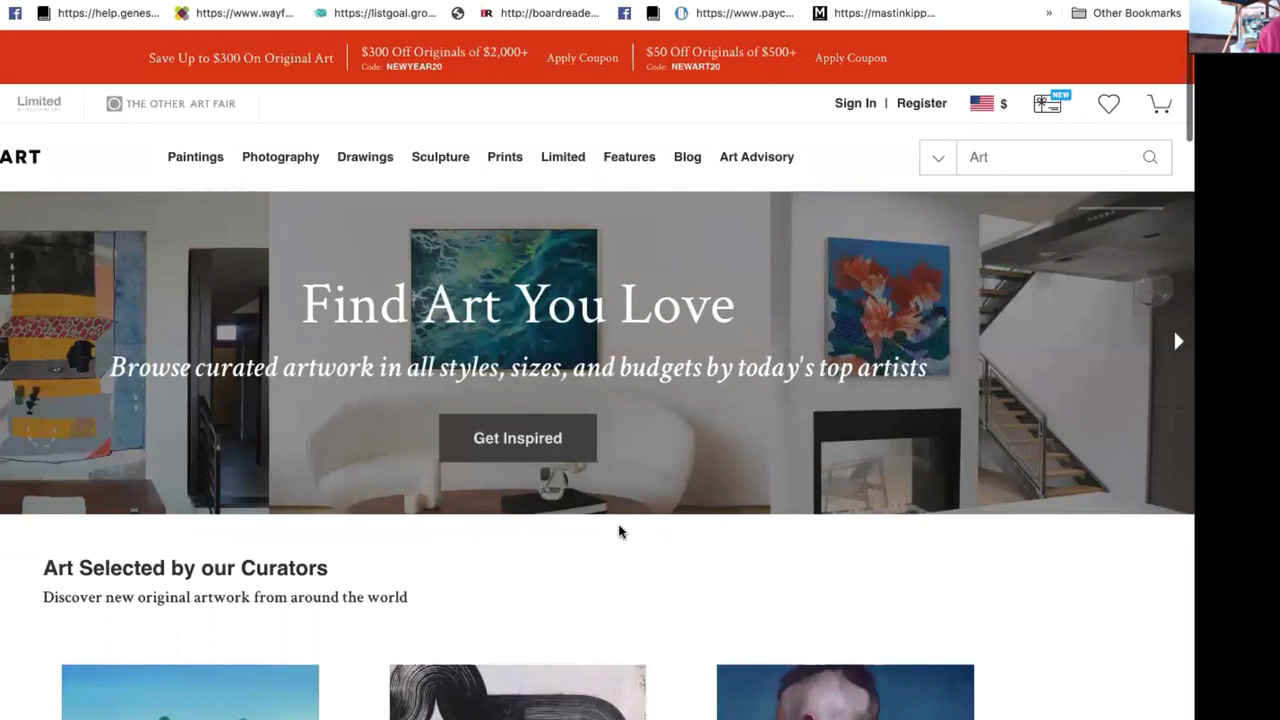 https://help.genes...
https://www.wayf...
https://listgoal.gro...
BR http://boardreade...
https://www.payc...
M https://mastinkipp...
»
Other Bookmarks
Save Up to $300 On Original Art
$300 Off Originals of $2,000+
Code: NEWYEAR20
Apply Coupon
$50 Off Originals of $500+
Code: NEWART20
Apply Coupon
Limited
THE OTHER ART FAIR
Sign In | Register
$
NEW
ART
Paintings
Photography
Drawings
Sculpture
Prints
Limited
Features
Blog
Art Advisory
Art
Find Art You Love
Browse curated artwork in all styles, sizes, and budgets by today's top artists
Get Inspired
Art Selected by our Curators
Discover new original artwork from around the world